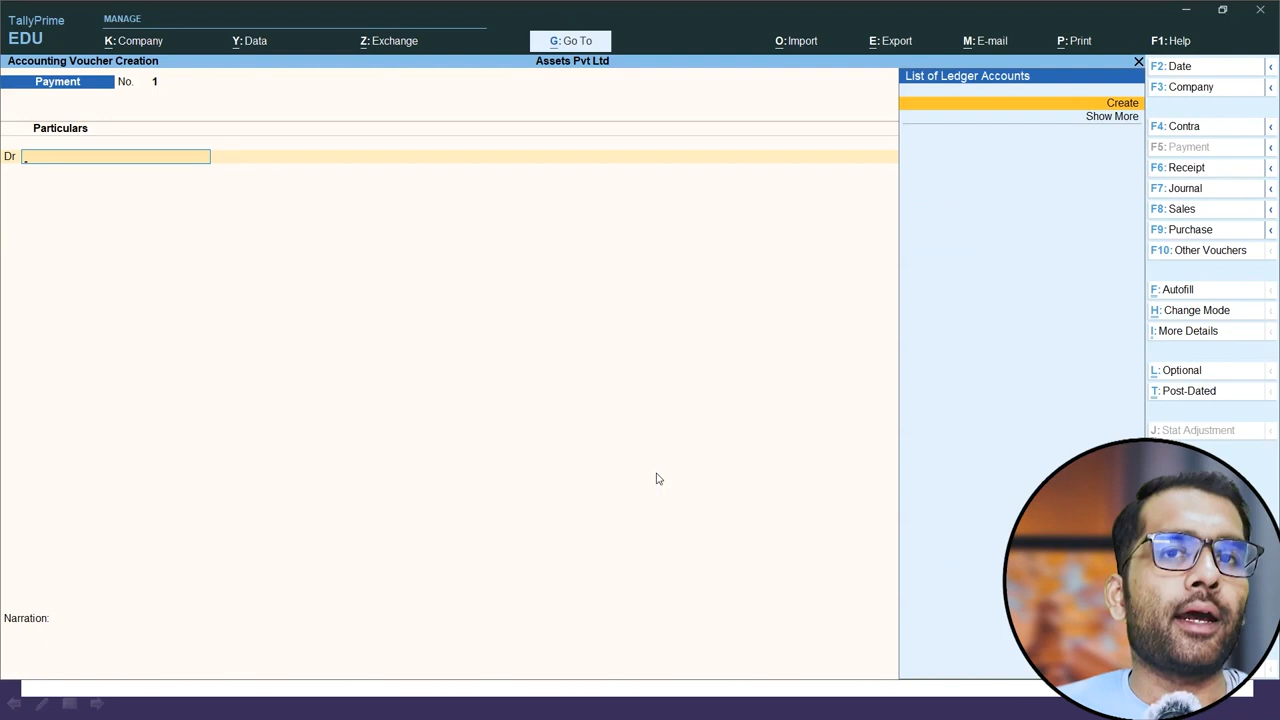 TallyPrime
EDU
MANAGE
K: Company
Y: Data
Z: Exchange
G: Go To
O: Import
E: Export
M: E-mail
P: Print
F1: Help
Accounting Voucher Creation
Assets Pvt Ltd
Payment No. 1
Particulars
Dr
Narration:
List of Ledger Accounts
Create
Show More
F2: Date
F3: Company
F4: Contra
F5: Payment
F6: Receipt
F7: Journal
F8: Sales
F9: Purchase
F10: Other Vouchers
F: Autofill
H: Change Mode
I: More Details
L: Optional
T: Post-Dated
J: Stat Adjustment